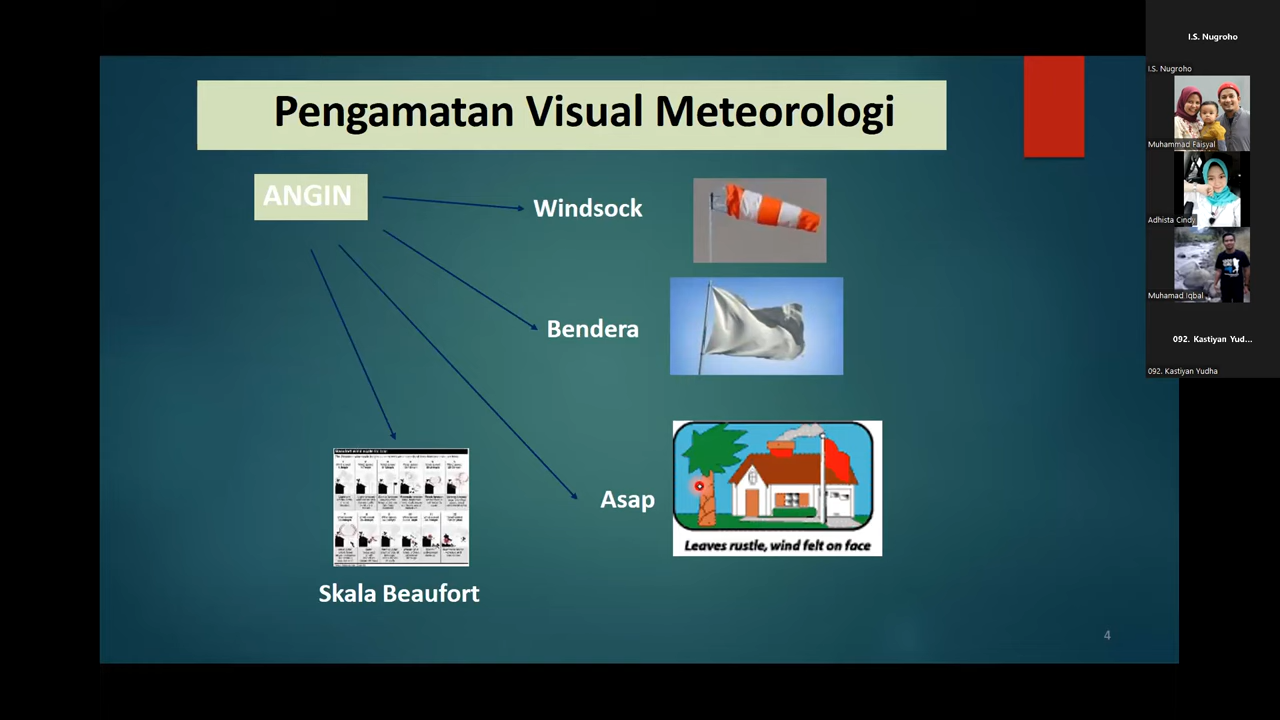 Pengamatan Visual Meteorologi
ANGIN
Windsock
Bendera
Asap
Leaves rustle, wind felt on face
Skala Beaufort
4
I.S. Nugroho
I.S. Nugroho
Muhammad Faisyal
Adhista Cindy
Muhamad Iqbal
092. Kastiyan Yud...
092. Kastiyan Yudha